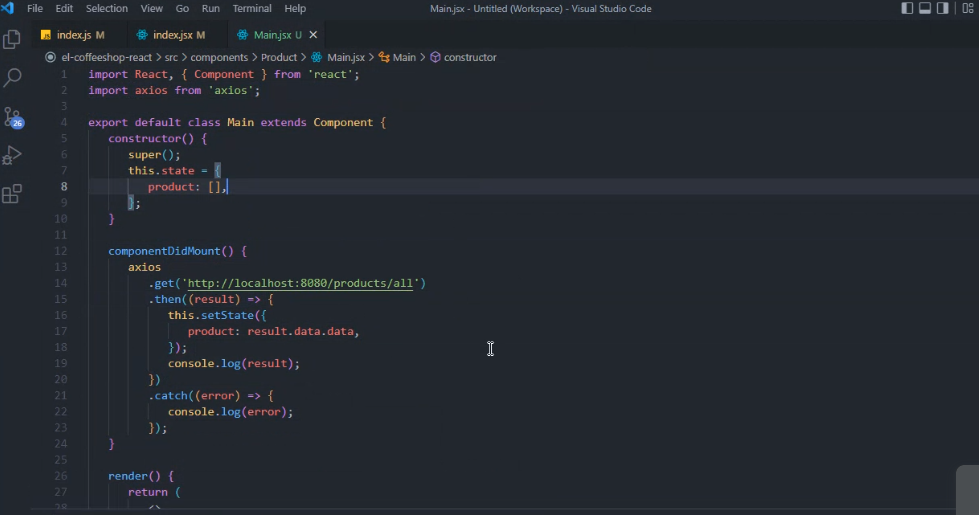 File Edit Selection View Go Run Terminal Help Main.jsx - Untitled (Workspace) - Visual Studio Code
index.js M index.jsx M Main.jsx U
el-coffeeshop-react > src > components > Product > Main.jsx > Main > constructor
1 import React, { Component } from 'react';
2 import axios from 'axios';
3
4 export default class Main extends Component {
5 constructor() {
6 super();
7 this.state = {
8 product: [],
9 };
10 }
11
12 componentDidMount() {
13 axios
14 .get('http://localhost:8080/products/all')
15 .then((result) => {
16 this.setState({
17 product: result.data.data,
18 });
19 console.log(result);
20 })
21 .catch((error) => {
22 console.log(error);
23 });
24 }
25
26 render() {
27 return (
28 <>
26